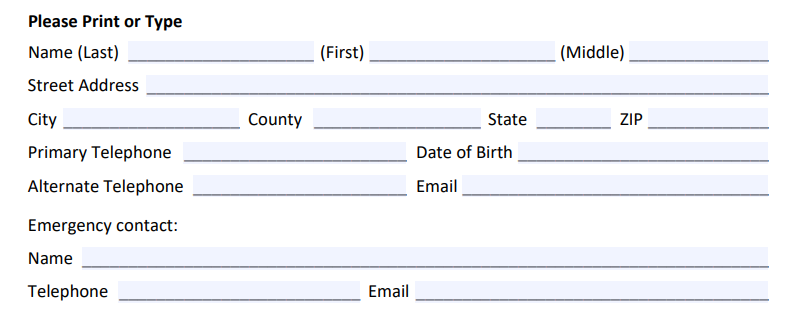 Please Print or Type
Name (Last) (First) (Middle)
Street Address
City County State ZIP
Primary Telephone Date of Birth
Alternate Telephone Email
Emergency contact:
Name
Telephone Email